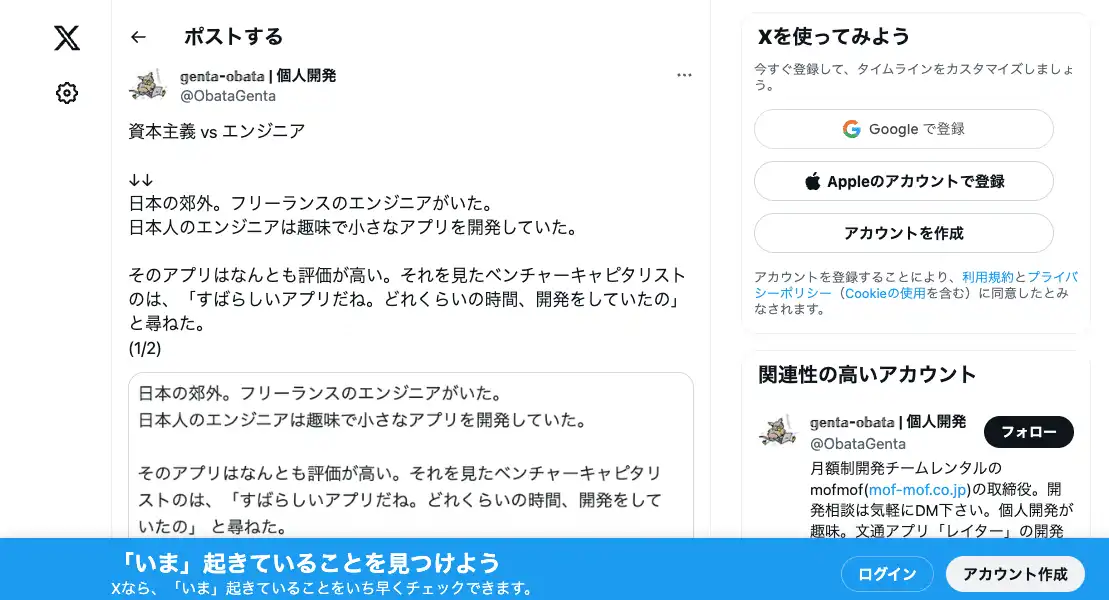 ポストする
genta-obata | 個人開発
@ObataGenta
資本主義 vs エンジニア
↓↓
日本の郊外。フリーランスのエンジニアがいた。
日本人のエンジニアは趣味で小さなアプリを開発していた。
そのアプリはなんとも評価が高い。それを見たベンチャーキャピタリスト
のは、「すばらしいアプリだね。どれくらいの時間、開発をしていたの」
と尋ねた。
(1/2)
日本の郊外。フリーランスのエンジニアがいた。
日本人のエンジニアは趣味で小さなアプリを開発していた。
そのアプリはなんとも評価が高い。それを見たベンチャーキャピタリ
ストのは、「すばらしいアプリだね。どれくらいの時間、開発をして
いたの」 と尋ねた。
Xを使ってみよう
今すぐ登録して、タイムラインをカスタマイズしましょ
う。
Google で登録
Appleのアカウントで登録
アカウントを作成
アカウントを登録することにより、利用規約とプライバ
シーポリシー（Cookieの使用を含む）に同意したとみ
なされます。
関連性の高いアカウント
genta-obata | 個人開発
フォロー
@ObataGenta
月額制開発チームレンタルの
mofmof(mof-mof.co.jp)の取締役。開
発相談は気軽にDM下さい。個人開発が
趣味。文通アプリ「レイター」の開発
「いま」起きていることを見つけよう
Xなら、「いま」起きていることをいち早くチェックできます。
ログイン
アカウント作成